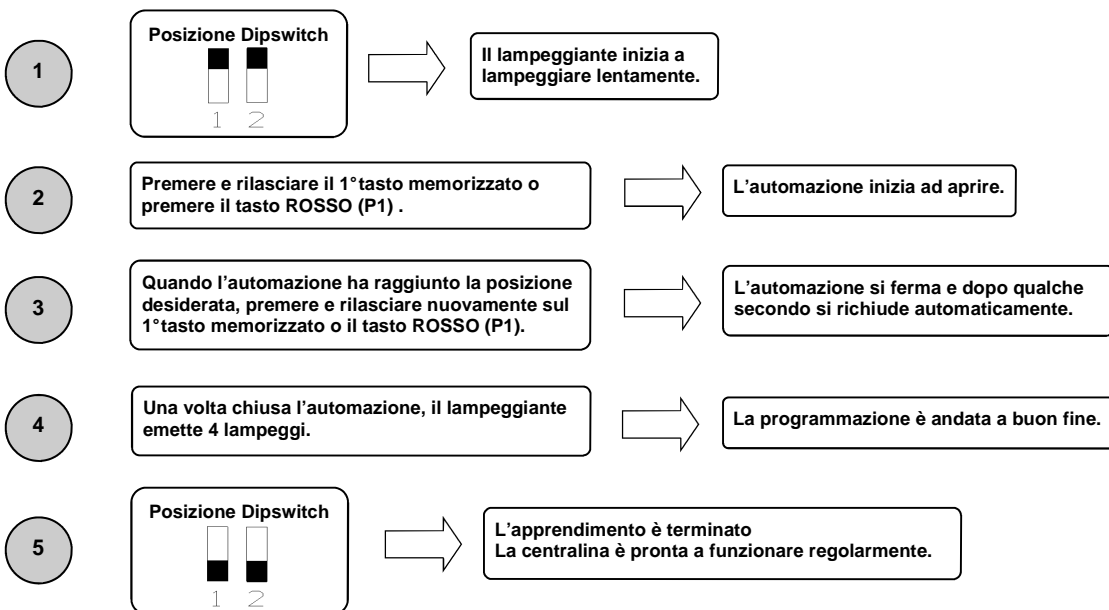 1
Posizione Dipswitch
1 2
Il lampeggiante inizia a
lampeggiare lentamente.
2
Premere e rilasciare il 1° tasto memorizzato o
premere il tasto ROSSO (P1) .
L'automazione inizia ad aprire.
3
Quando l'automazione ha raggiunto la posizione
desiderata, premere e rilasciare nuovamente sul
1° tasto memorizzato o il tasto ROSSO (P1).
L'automazione si ferma e dopo qualche
secondo si richiude automaticamente.
4
Una volta chiusa l'automazione, il lampeggiante
emette 4 lampeggi.
La programmazione è andata a buon fine.
5
Posizione Dipswitch
1 2
L'apprendimento è terminato
La centralina è pronta a funzionare regolarmente.